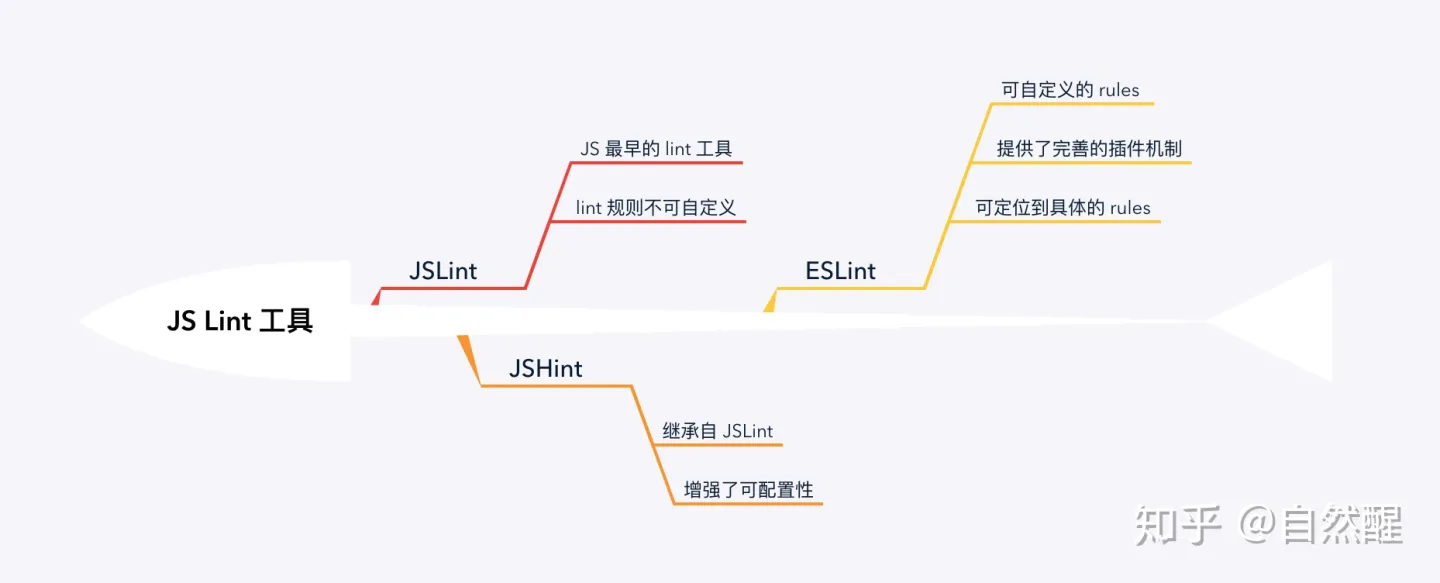 JS Lint 工具
JSLint
JS 最早的 lint 工具
lint 规则不可自定义
JSHint
继承自 JSLint
增强了可配置性
ESLint
可自定义的 rules
提供了完善的插件机制
可定位到具体的 rules
知乎 @自然醒